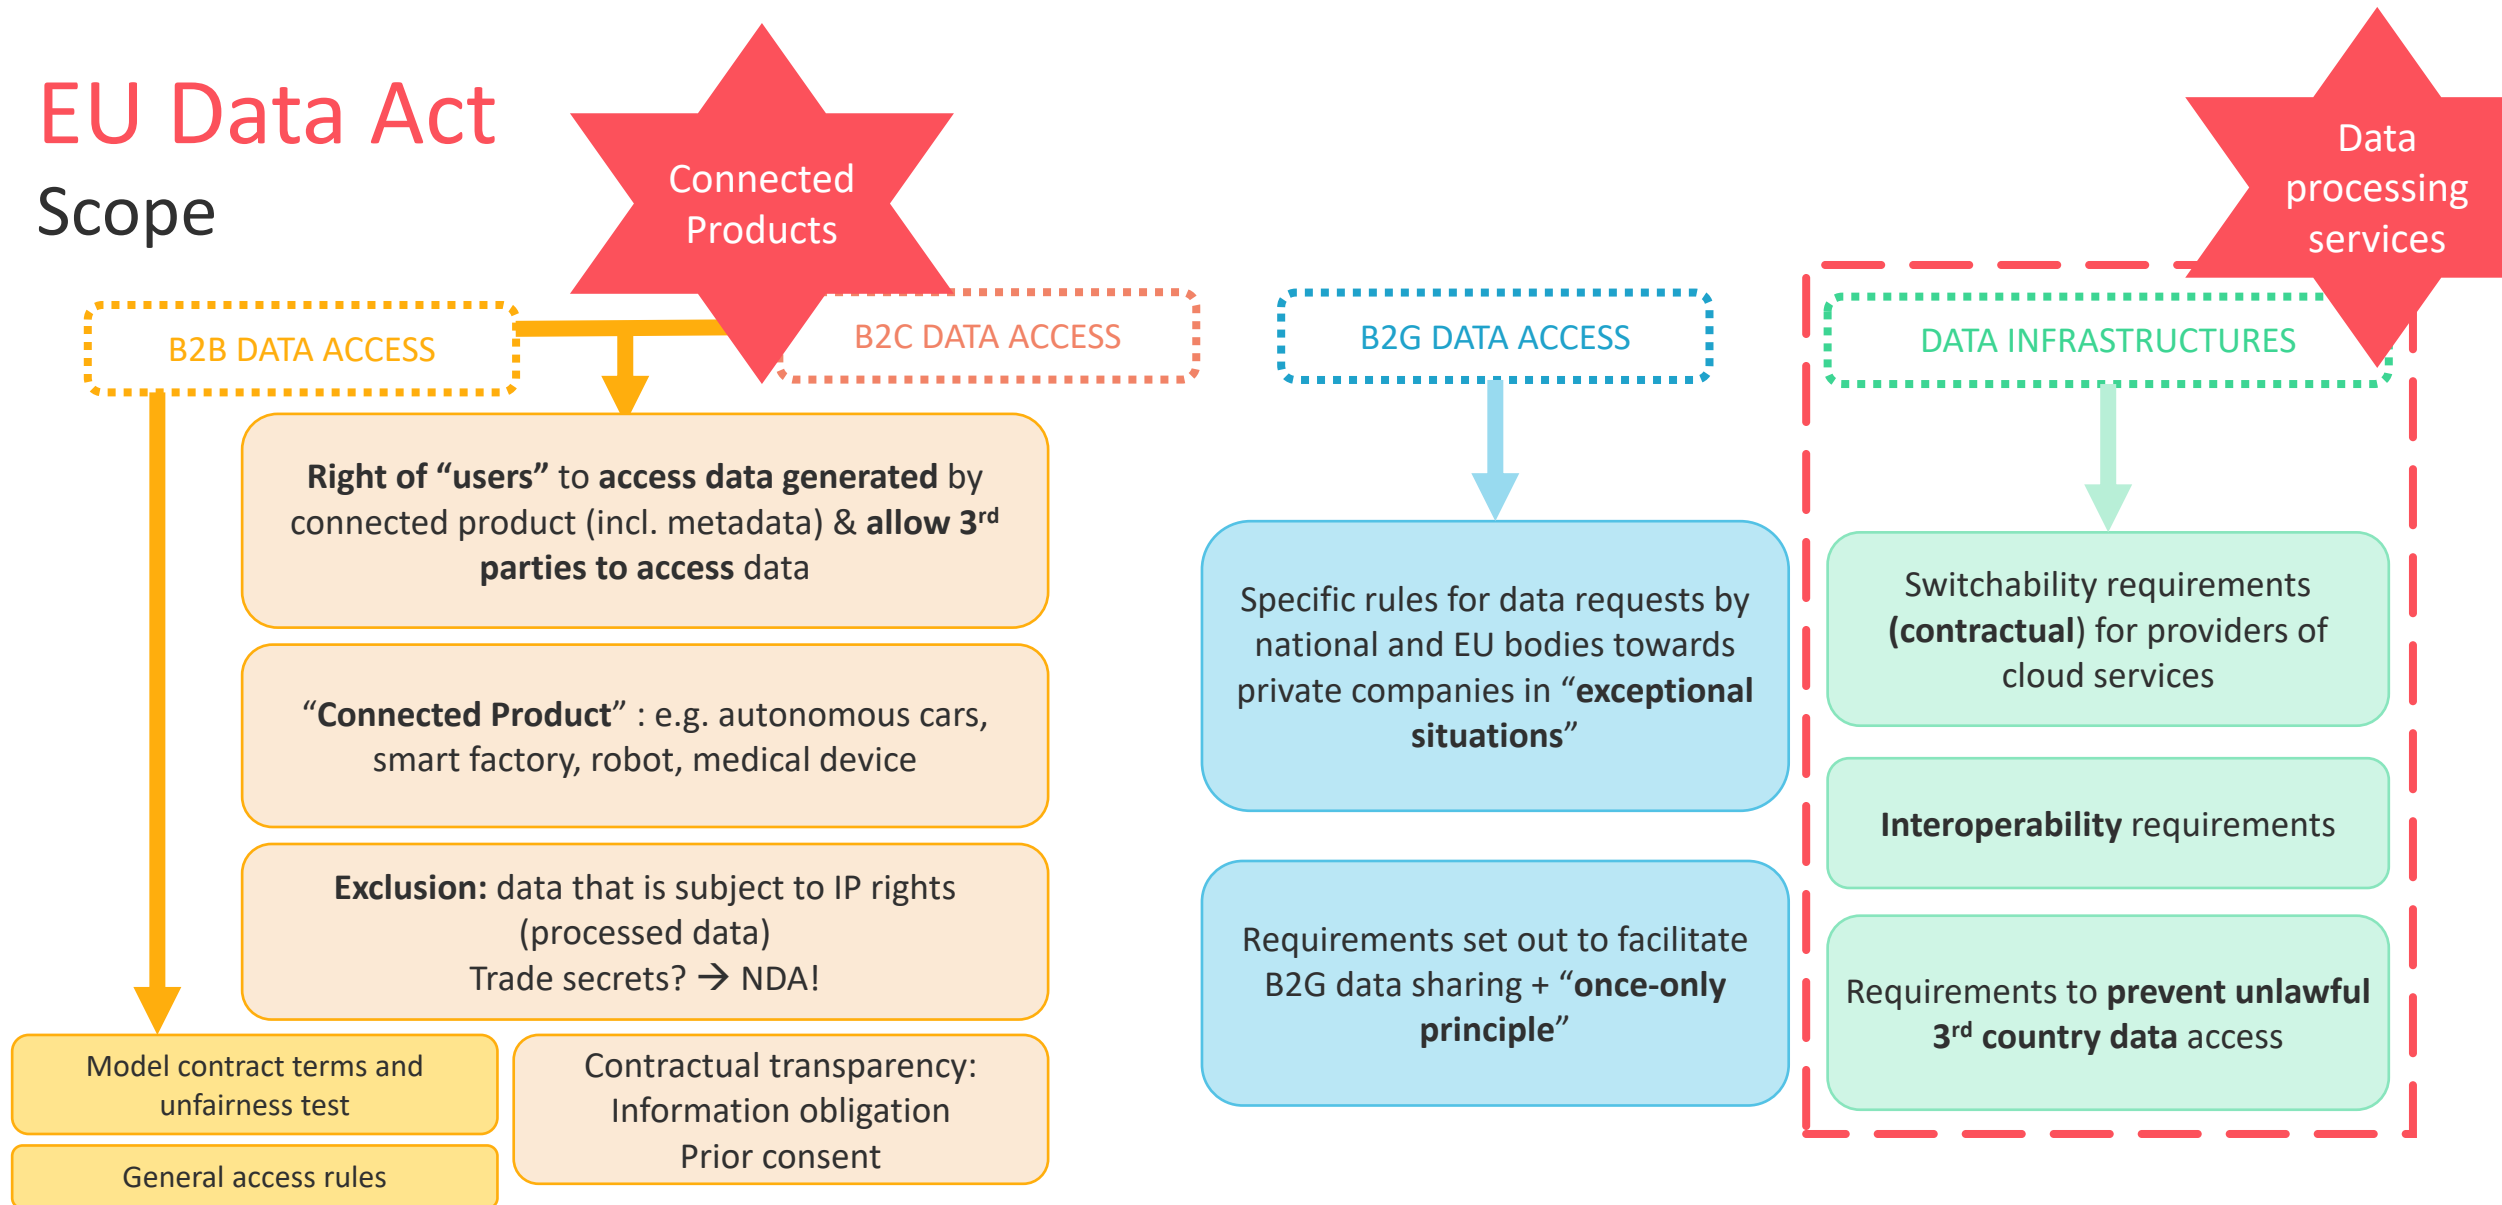 EU Data Act
Scope
Connected
Products
Data
processing
services
B2B DATA ACCESS
B2C DATA ACCESS
B2G DATA ACCESS
DATA INFRASTRUCTURES
Right of “users” to access data generated by
connected product (incl. metadata) & allow 3rd
parties to access data
“Connected Product” : e.g. autonomous cars,
smart factory, robot, medical device
Exclusion: data that is subject to IP rights
(processed data)
Trade secrets? → NDA!
Model contract terms and
unfairness test
General access rules
Contractual transparency:
Information obligation
Prior consent
Specific rules for data requests by
national and EU bodies towards
private companies in “exceptional
situations”
Requirements set out to facilitate
B2G data sharing + “once-only
principle”
Switchability requirements
(contractual) for providers of
cloud services
Interoperability requirements
Requirements to prevent unlawful
3rd country data access